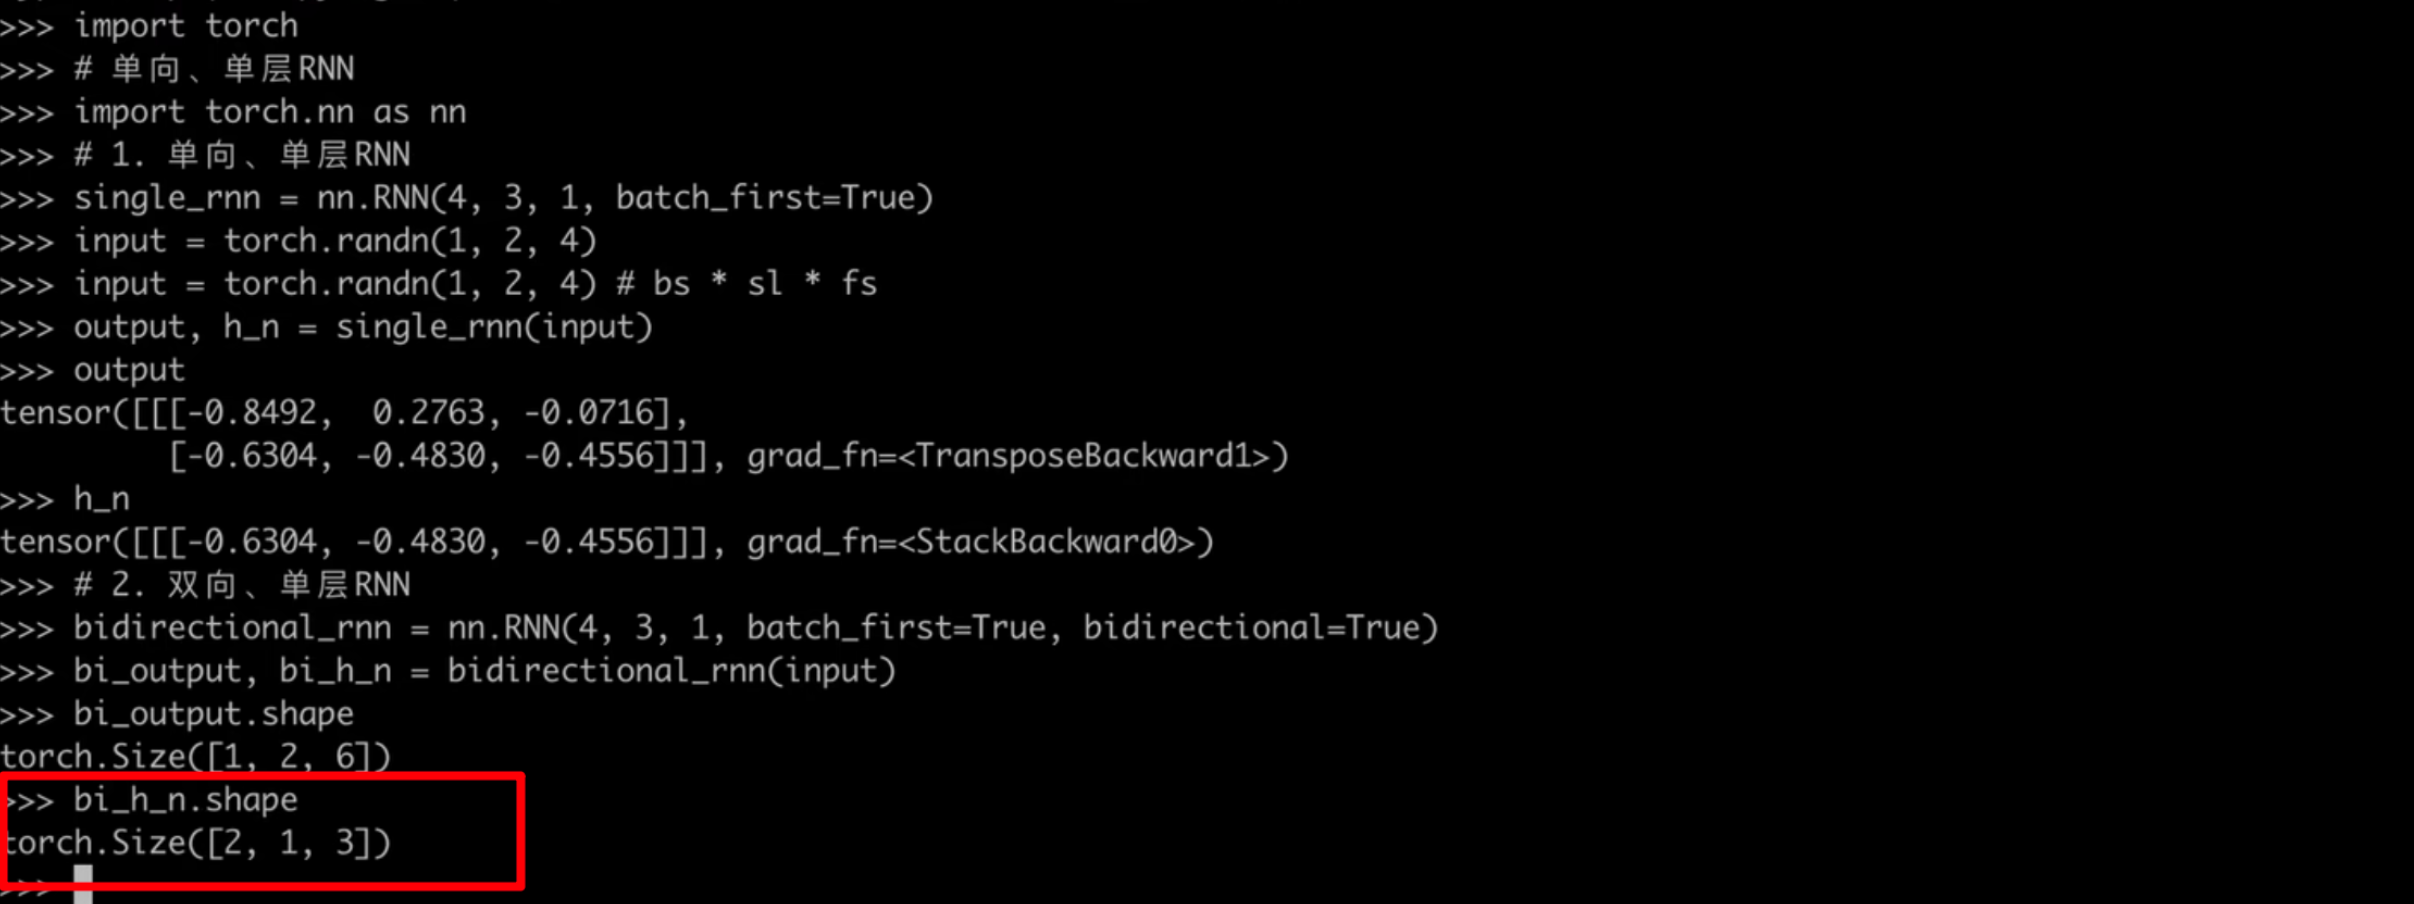 >>> import torch
>>> # 单向、单层RNN
>>> import torch.nn as nn
>>> # 1. 单向、单层RNN
>>> single_rnn = nn.RNN(4, 3, 1, batch_first=True)
>>> input = torch.randn(1, 2, 4)
>>> input = torch.randn(1, 2, 4) # bs * sl * fs
>>> output, h_n = single_rnn(input)
>>> output
tensor([[[-0.8492,  0.2763, -0.0716],
         [-0.6304, -0.4830, -0.4556]]], grad_fn=<TransposeBackward1>)
>>> h_n
tensor([[[-0.6304, -0.4830, -0.4556]]], grad_fn=<StackBackward0>)
>>> # 2. 双向、单层RNN
>>> bidirectional_rnn = nn.RNN(4, 3, 1, batch_first=True, bidirectional=True)
>>> bi_output, bi_h_n = bidirectional_rnn(input)
>>> bi_output.shape
torch.Size([1, 2, 6])
>>> bi_h_n.shape
torch.Size([2, 1, 3])
>>>